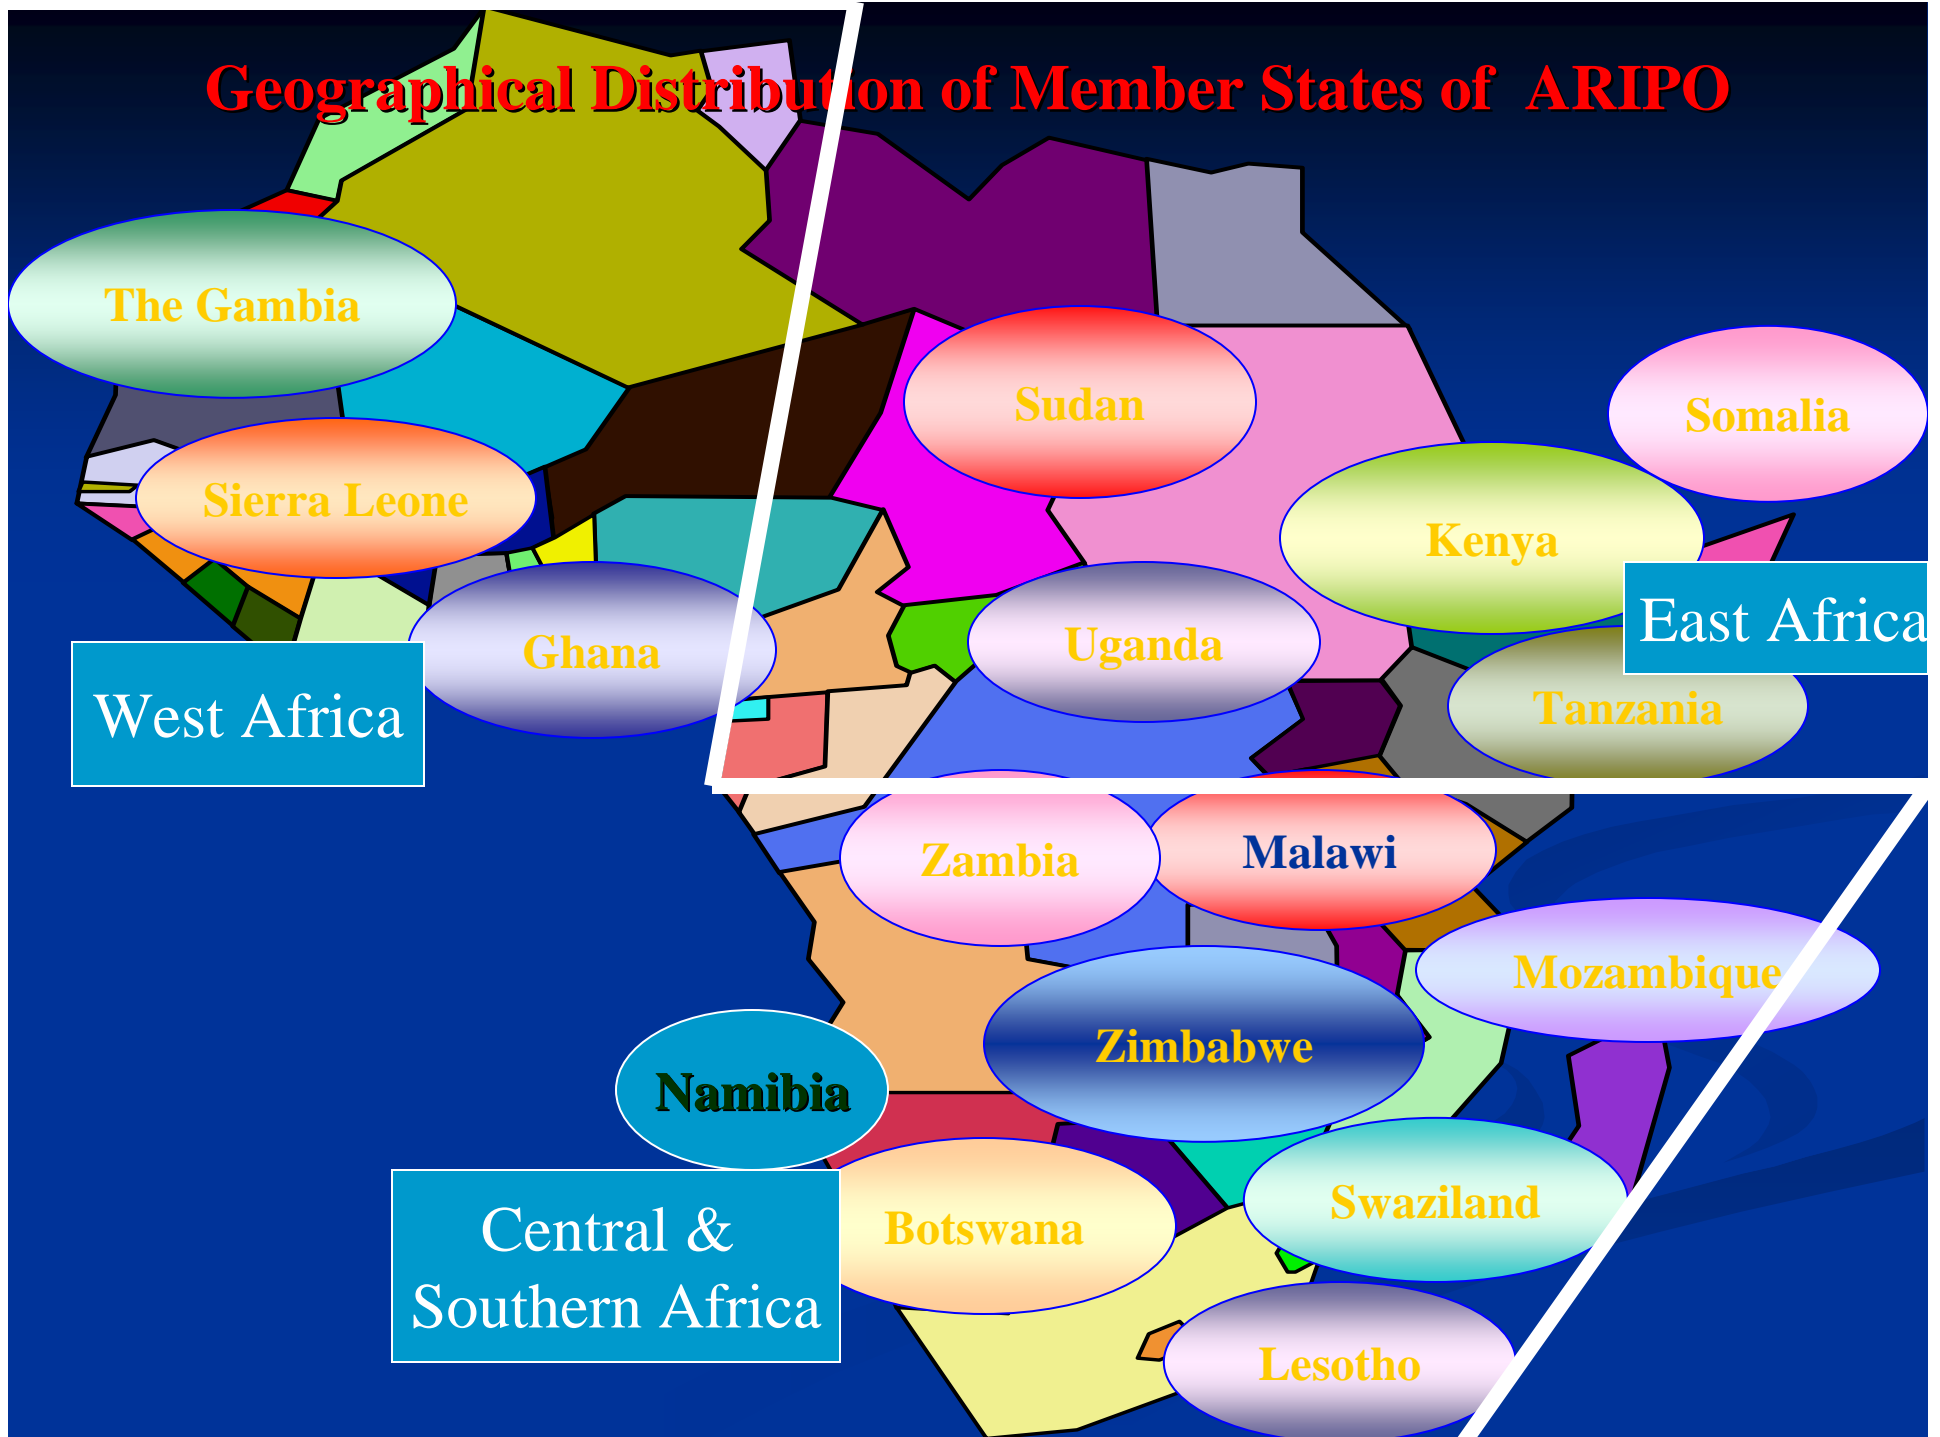 Geographical Distribution of Member States of ARIPO
The Gambia
Sudan
Somalia
Sierra Leone
Kenya
East Africa
Ghana
Uganda
West Africa
Tanzania
Zambia
Malawi
Mozambique
Zimbabwe
Namibia
Swaziland
Botswana
Central &
Southern Africa
Lesotho